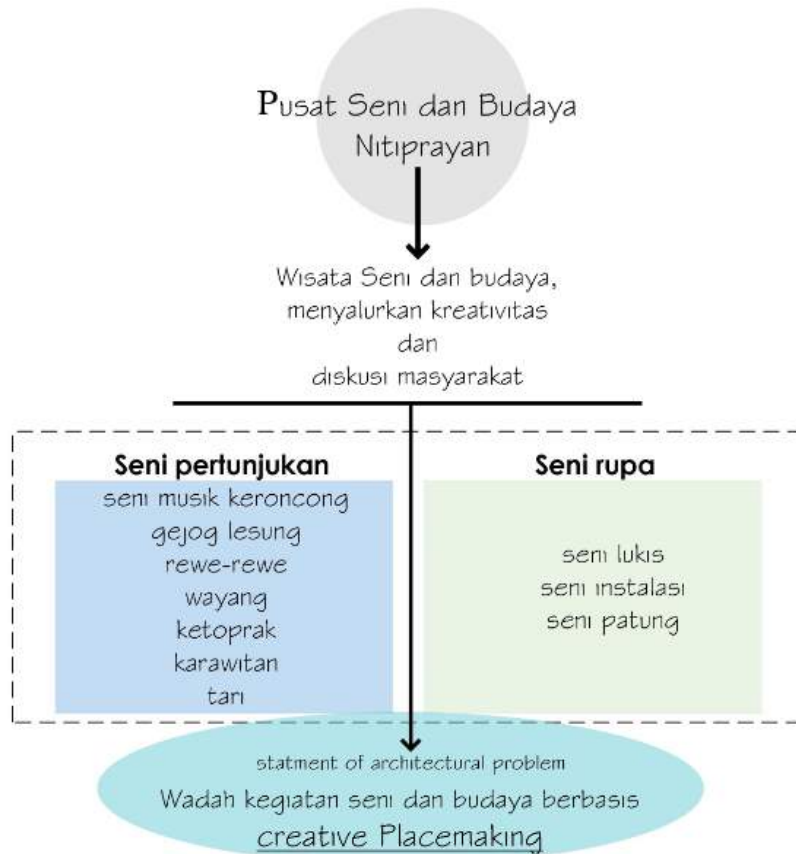 Pusat Seni dan Budaya
Nitiprayan
Wisata Seni dan budaya,
menyalurkan kreativitas
dan
diskusi masyarakat
Seni pertunjukan
seni musik keroncong
gejog lesung
rewe-rewe
wayang
ketoprak
karawitan
tari
Seni rupa
seni lukis
seni instalasi
seni patung
statment of architectural problem
Wadah kegiatan seni dan budaya berbasis
creative Placemaking